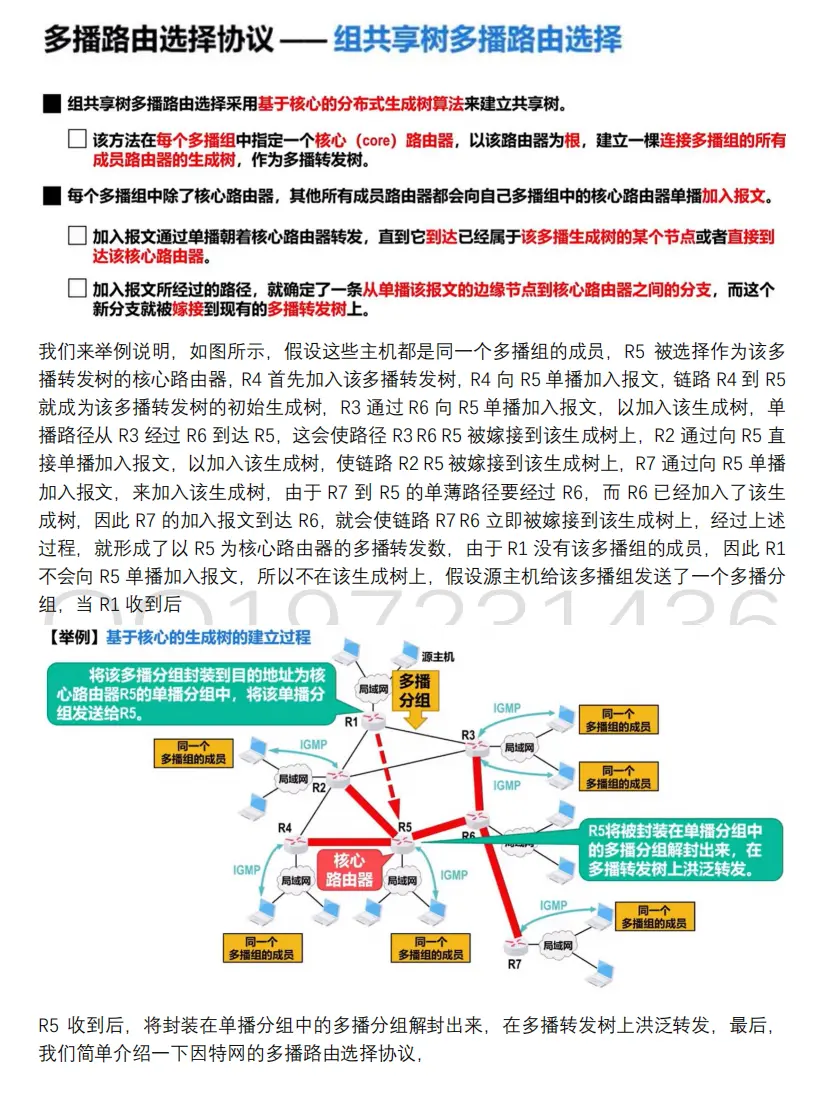 多播路由选择协议 —— 组共享树多播路由选择
组共享树多播路由选择采用基于核心的分布式生成树算法来建立共享树。
该方法在每个多播组中指定一个核心（core）路由器，以该路由器为根，建立一棵连接多播组的所有
成员路由器的生成树，作为多播转发树。
每个多播组中除了核心路由器，其他所有成员路由器都会向自己多播组中的核心路由器单播加入报文。
加入报文通过单播朝着核心路由器转发，直到它到达已经属于该多播生成树的某个节点或者直接到
达该核心路由器。
加入报文所经过的路径，就确定了一条从单播该报文的边缘节点到核心路由器之间的分支，而这个
新分支就被嫁接到现有的多播转发树上。
我们来举例说明，如图所示，假设这些主机都是同一个多播组的成员，R5 被选择作为该多
播转发树的核心路由器，R4 首先加入该多播转发树，R4 向 R5 单播加入报文，链路 R4 到 R5
就成为该多播转发树的初始生成树，R3 通过 R6 向 R5 单播加入报文，以加入该生成树，单
播路径从 R3 经过 R6 到达 R5，这会使路径 R3 R6 R5 被嫁接到该生成树上，R2 通过向 R5 直
接单播加入报文，以加入该生成树，使链路 R2 R5 被嫁接到该生成树上，R7 通过向 R5 单播
加入报文，来加入该生成树，由于 R7 到 R5 的单薄路径要经过 R6，而 R6 已经加入了该生
成树，因此 R7 的加入报文到达 R6，就会使链路 R7 R6 立即被嫁接到该生成树上，经过上述
过程，就形成了以 R5 为核心路由器的多播转发数，由于 R1 没有该多播组的成员，因此 R1
不会向 R5 单播加入报文，所以不在该生成树上，假设源主机给该多播组发送了一个多播分
组，当 R1 收到后
QQ197231436
【举例】基于核心的生成树的建立过程
源主机
将该多播分组封装到目的地址为核
心路由器R5的单播分组中，将该单播分
组发送给R5。
局域网
多播
分组
R1
IGMP
同一个
多播组的成员
R3
局域网
同一个
多播组的成员
IGMP
IGMP
同一个
多播组的成员
局域网
R2
R4
R5
R6
局域网
R5将被封装在单播分组中
的多播分组解封出来，在
多播转发树上洪泛转发。
核心
路由器
IGMP
局域网
局域网
IGMP
同一个
多播组的成员
同一个
多播组的成员
IGMP
同一个
多播组的成员
局域网
R7
R5 收到后，将封装在单播分组中的多播分组解封出来，在多播转发树上洪泛转发，最后，
我们简单介绍一下因特网的多播路由选择协议，